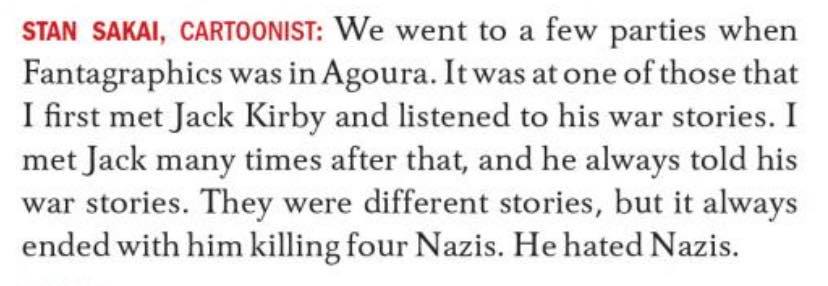 STAN SAKAI, CARTOONIST: We went to a few parties when
Fantagraphics was in Agoura. It was at one of those that
I first met Jack Kirby and listened to his war stories. I
met Jack many times after that, and he always told his
war stories. They were different stories, but it always
ended with him killing four Nazis. He hated Nazis.